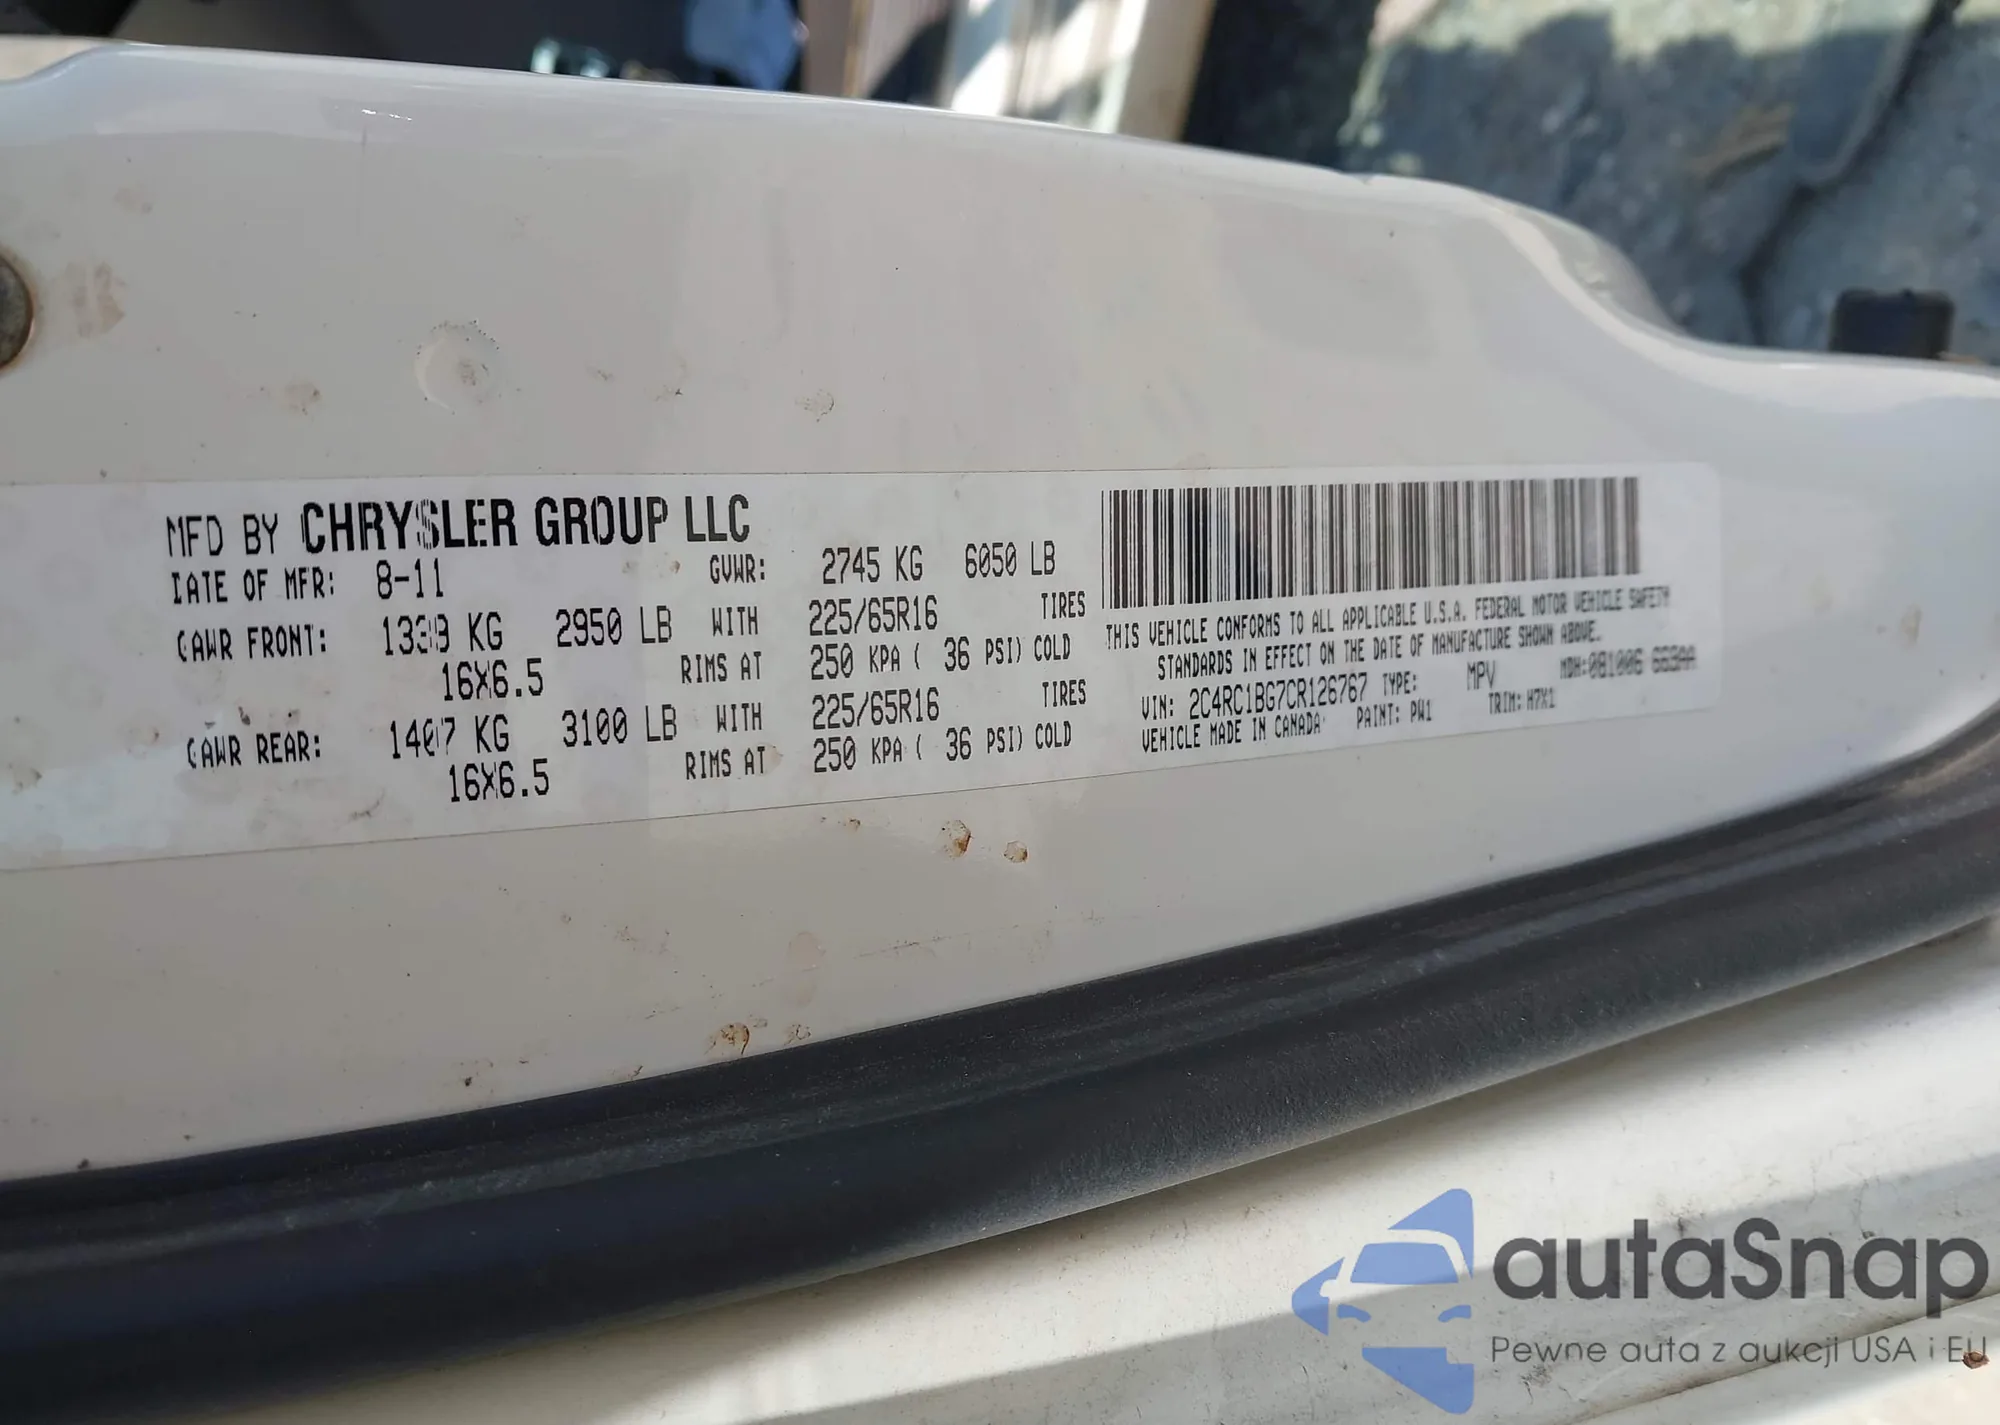 MFD BY CHRYSLER GROUP LLC
DATE OF MFR: 8-11 GVWR: 2745 KG 6050 LB
GAWR FRONT: 1338 KG 2950 LB WITH 225/65R16 TIRES
16X6.5 RIMS AT 250 KPA ( 36 PSI) COLD
GAWR REAR: 1407 KG 3100 LB WITH 225/65R16 TIRES
16X6.5 RIMS AT 250 KPA ( 36 PSI) COLD
THIS VEHICLE CONFORMS TO ALL APPLICABLE U.S.A. FEDERAL MOTOR VEHICLE SAFETY
STANDARDS IN EFFECT ON THE DATE OF MANUFACTURE SHOWN ABOVE.
VIN: 2C4RC1BG7CR126767 TYPE: MPV MDH:081006 663AA
VEHICLE MADE IN CANADA PAINT: PW1 TRIM: H7X1
autaSnap
Pewne auta z aukcji USA i EU